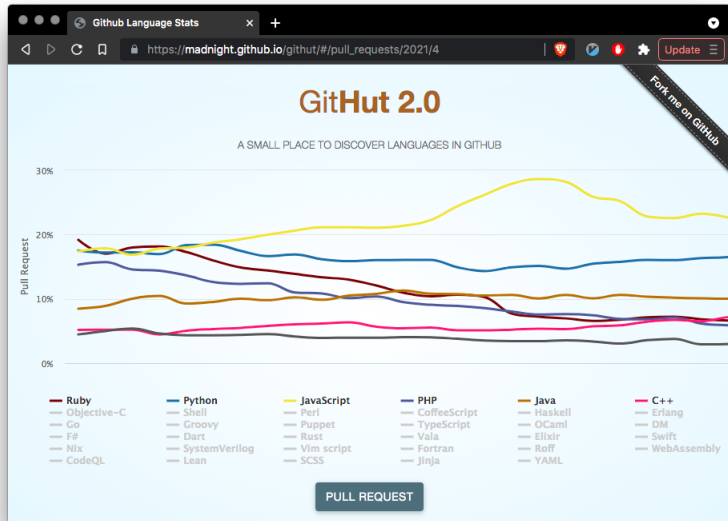 Github Language Stats
https://madnight.github.io/githut/#/pull_requests/2021/4
Update
Fork me on GitHub
GitHut 2.0
A SMALL PLACE TO DISCOVER LANGUAGES IN GITHUB
30%
20%
10%
0%
Pull Request
Ruby Python JavaScript PHP Java C++
Objective-C Shell Perl CoffeeScript Haskell Erlang
Go Groovy Puppet TypeScript OCaml DM
F# Dart Rust Vala Elixir Swift
Nix SystemVerilog Vim script Fortran Roff WebAssembly
CodeQL Lean SCSS Jinja YAML
PULL REQUEST